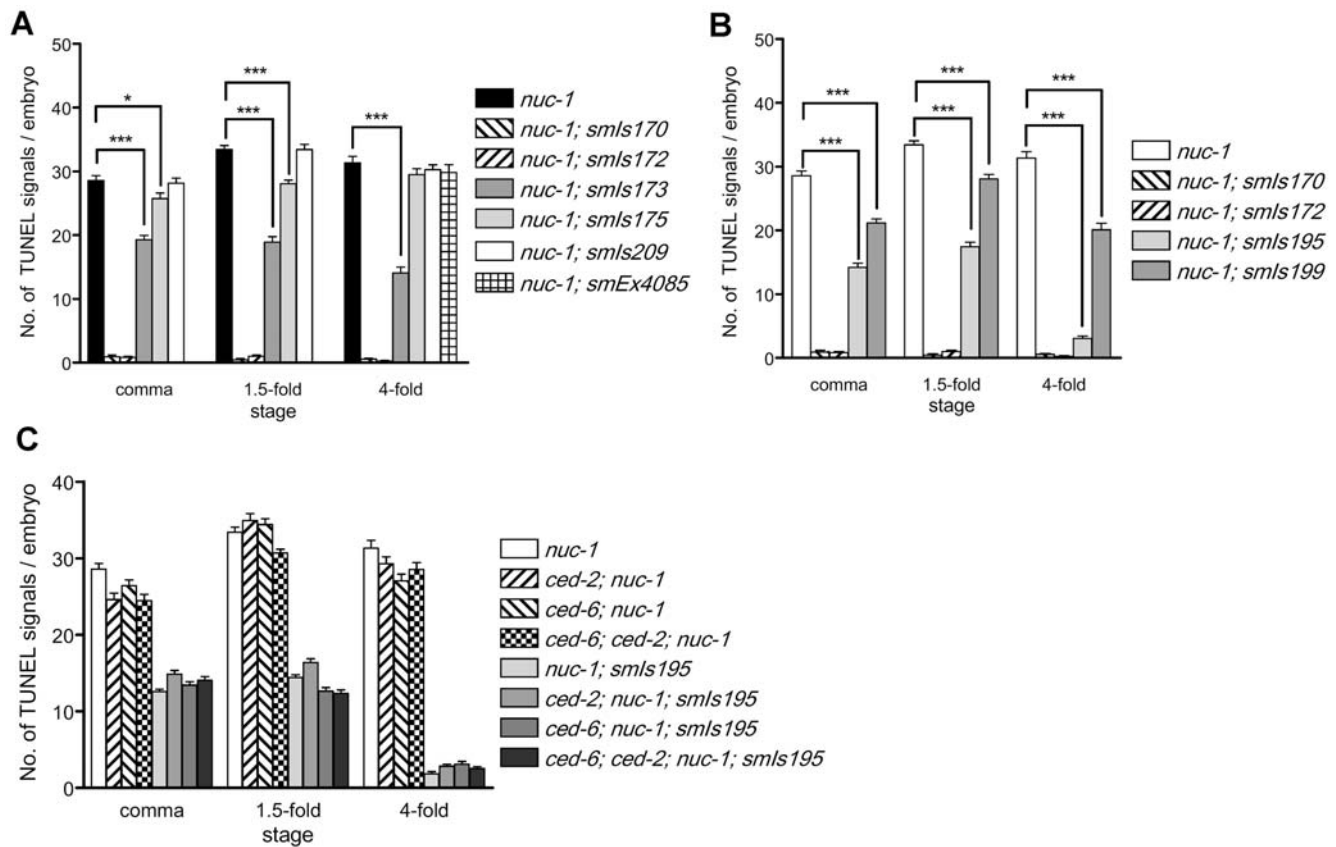 A
No. of TUNEL signals / embryo
50
40
30
20
10
0
*
***
***
***
***
comma
1.5-fold
4-fold
stage
nuc-1
nuc-1; smIs170
nuc-1; smIs172
nuc-1; smIs173
nuc-1; smIs175
nuc-1; smIs209
nuc-1; smEx4085
B
No. of TUNEL signals / embryo
50
40
30
20
10
0
***
***
***
***
***
***
comma
1.5-fold
4-fold
stage
nuc-1
nuc-1; smIs170
nuc-1; smIs172
nuc-1; smIs195
nuc-1; smIs199
C
No. of TUNEL signals / embryo
40
30
20
10
0
comma
1.5-fold
4-fold
stage
nuc-1
ced-2; nuc-1
ced-6; nuc-1
ced-6; ced-2; nuc-1
nuc-1; smIs195
ced-2; nuc-1; smIs195
ced-6; nuc-1; smIs195
ced-6; ced-2; nuc-1; smIs195